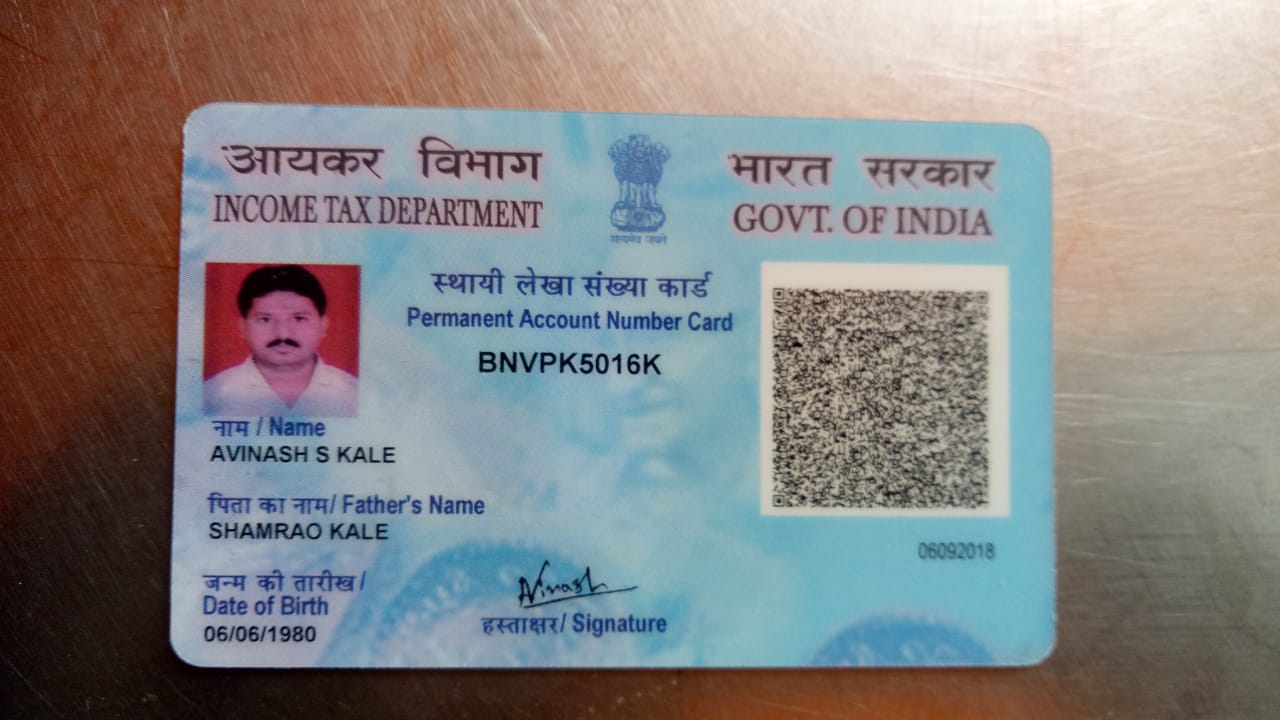 आयकर विभाग
INCOME TAX DEPARTMENT
सत्यमेव जयते
भारत सरकार
GOVT. OF INDIA
स्थायी लेखा संख्या कार्ड
Permanent Account Number Card
BNVPK5016K
नाम / Name
AVINASH S KALE
पिता का नाम/ Father's Name
SHAMRAO KALE
जन्म की तारीख/
Date of Birth
06/06/1980
Avinash
हस्ताक्षर/ Signature
06092018